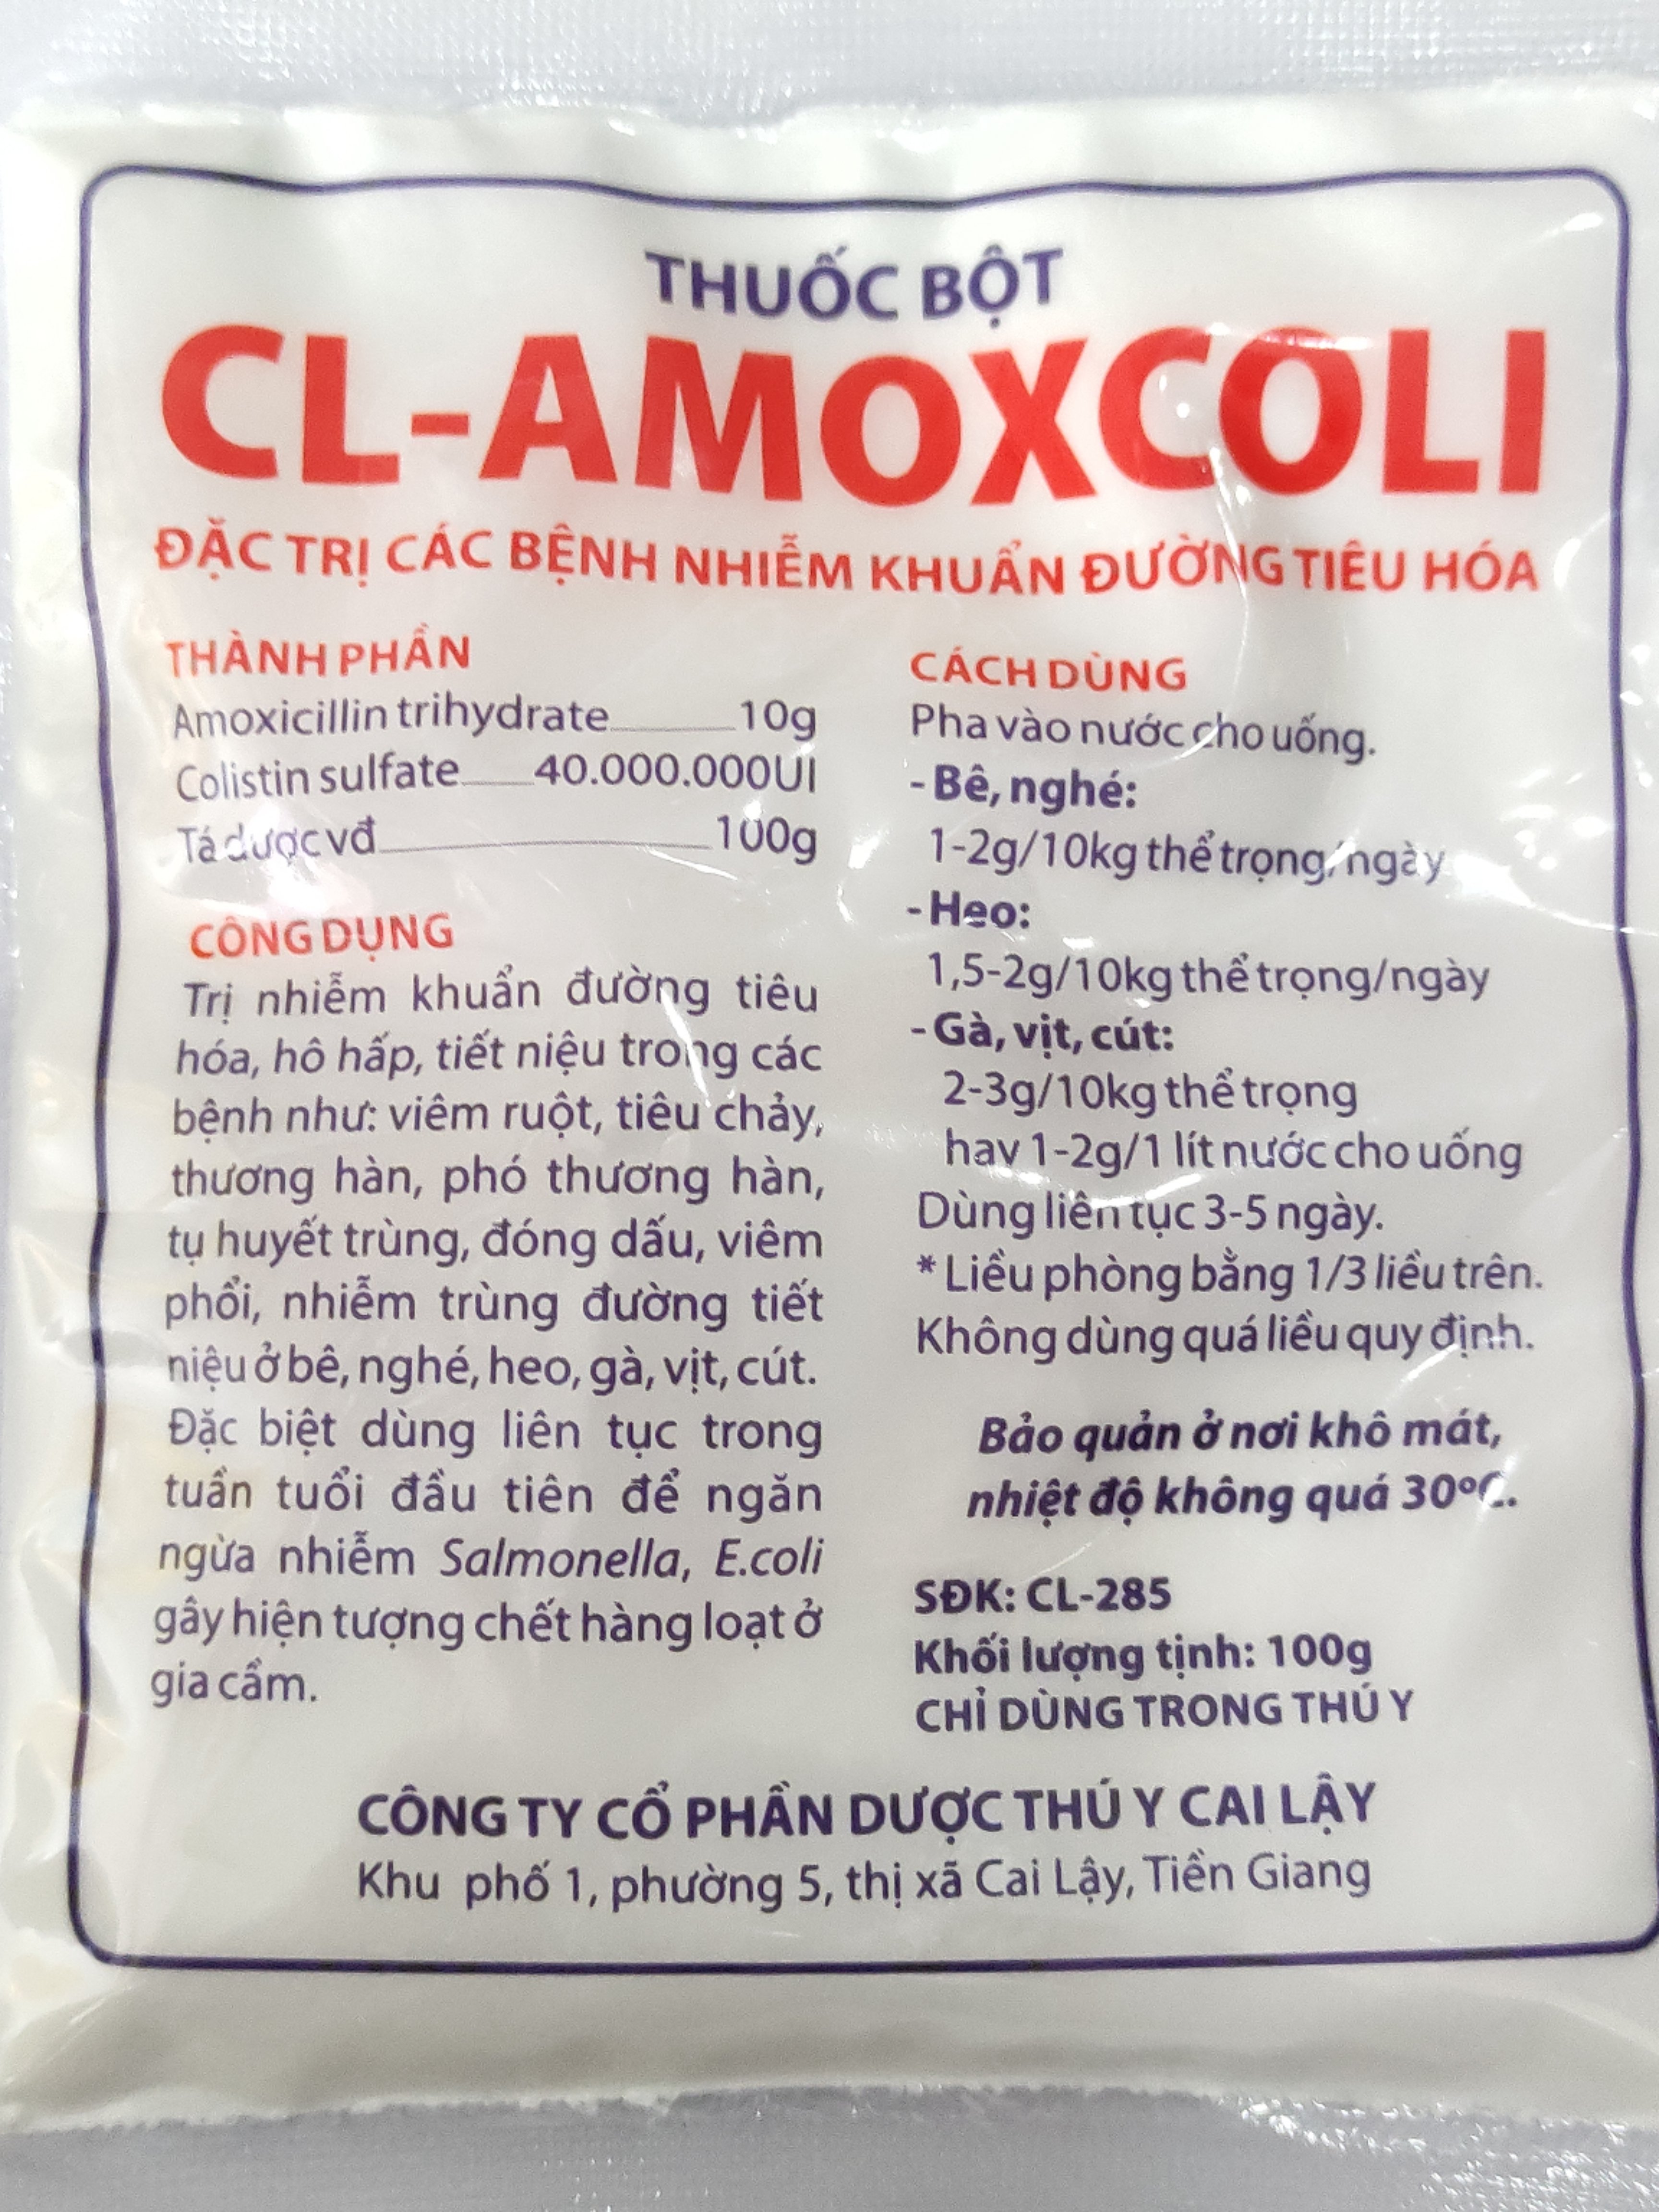 THUỐC BỘT
CL-AMOXCOLI
ĐẶC TRỊ CÁC BỆNH NHIỄM KHUẨN ĐƯỜNG TIÊU HÓA
THÀNH PHẦN
Amoxicillin trihydrate 10g
Colistin sulfate 40.000.000UI
Tá dược vđ 100g
CÔNG DỤNG
Trị nhiễm khuẩn đường tiêu
hóa, hô hấp, tiết niệu trong các
bệnh như: viêm ruột, tiêu chảy,
thương hàn, phó thương hàn,
tụ huyết trùng, đóng dấu, viêm
phổi, nhiễm trùng đường tiết
niệu ở bê, nghé, heo, gà, vịt, cút.
Đặc biệt dùng liên tục trong
tuần tuổi đầu tiên để ngăn
ngừa nhiễm Salmonella, E.coli
gây hiện tượng chết hàng loạt ở
gia cầm.
CÁCH DÙNG
Pha vào nước cho uống.
- Bê, nghé:
1-2g/10kg thể trọng/ngày
- Heo:
1,5-2g/10kg thể trọng/ngày
- Gà, vịt, cút:
2-3g/10kg thể trọng
hay 1-2g/1 lít nước cho uống
Dùng liên tục 3-5 ngày.
* Liều phòng bằng 1/3 liều trên.
Không dùng quá liều quy định.
Bảo quản ở nơi khô mát,
nhiệt độ không quá 30°C.
SĐK: CL-285
Khối lượng tịnh: 100g
CHỈ DÙNG TRONG THÚ Y
CÔNG TY CỔ PHẦN DƯỢC THÚ Y CAI LẬY
Khu phố 1, phường 5, thị xã Cai Lậy, Tiền Giang